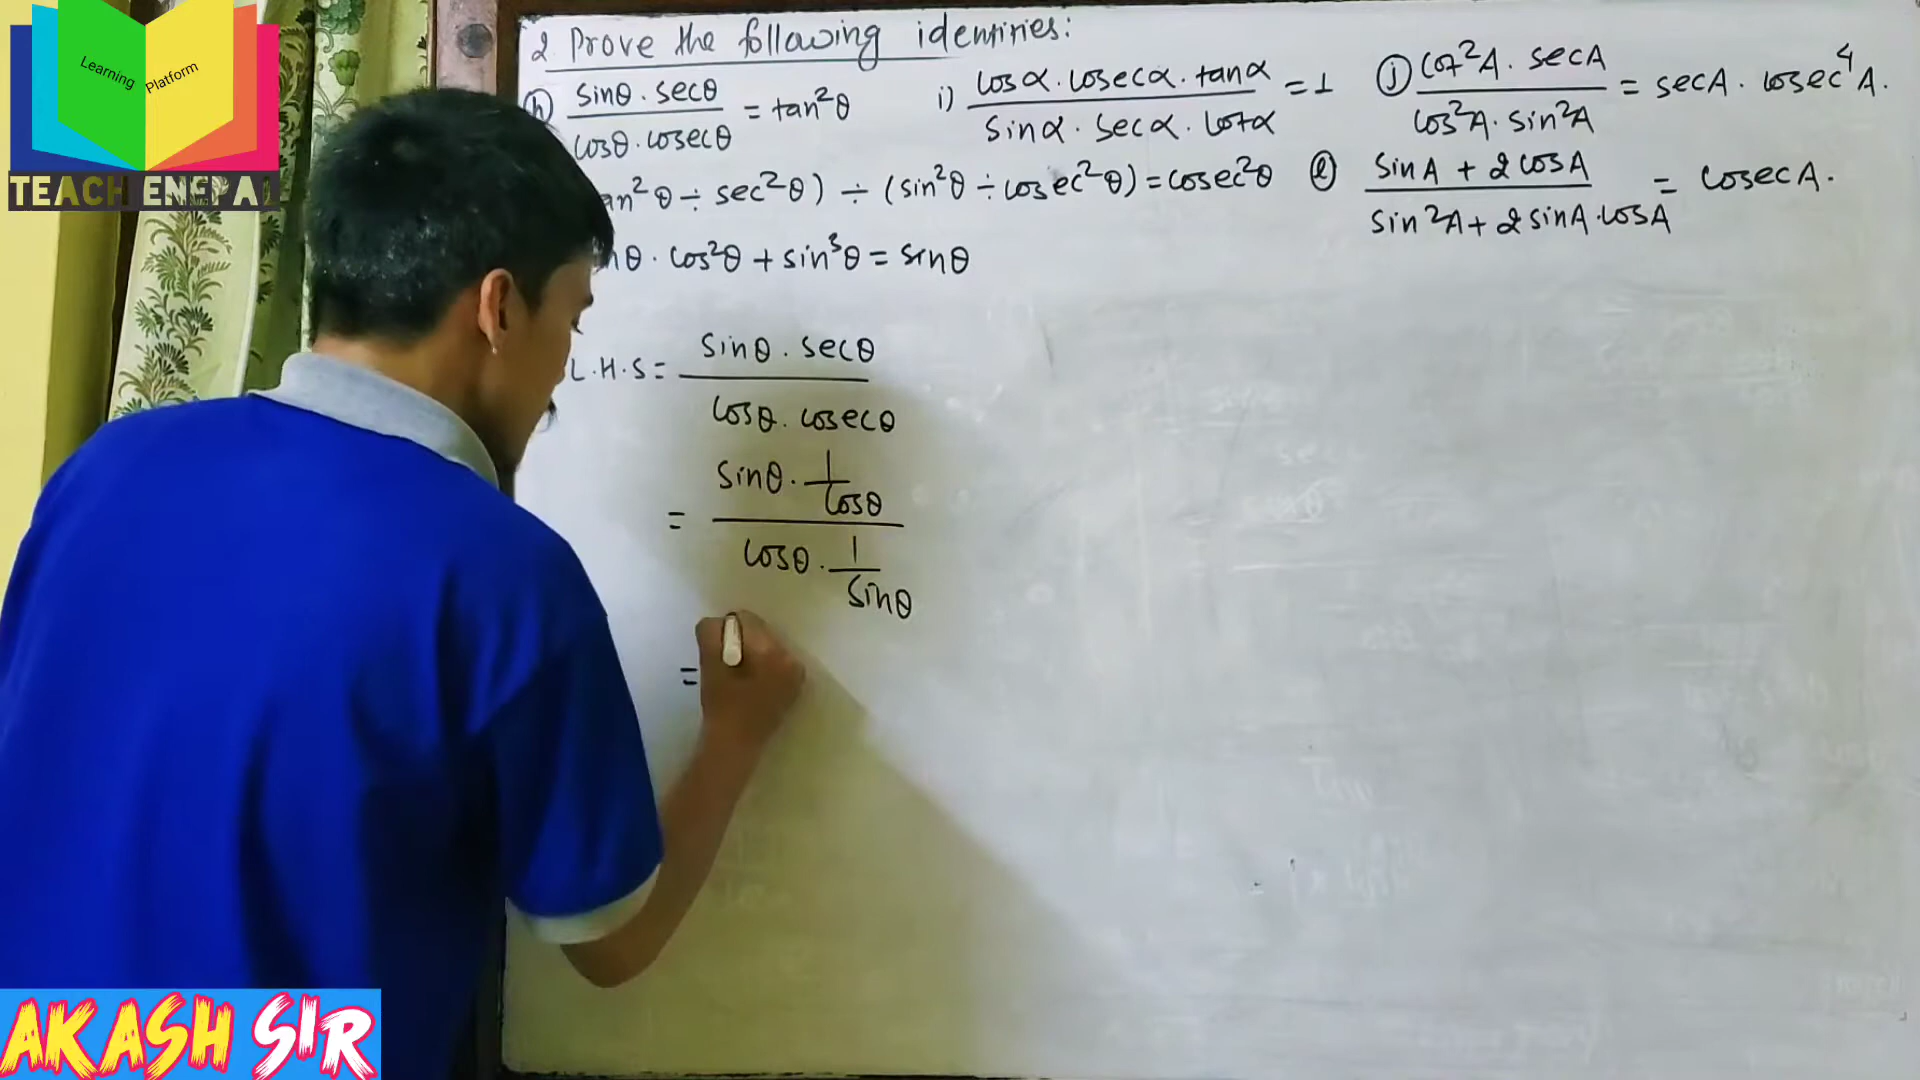 Learning Platform
TEACH ENEPAL
2. Prove the following identities:
(h) sinθ . secθ / cosθ . cosecθ = tan²θ
i) cosα . cosecα . tanα / sinα . secα . cotα = 1
(j) cot²A . secA / cos²A . sin²A = secA . cosec⁴A.
an²θ ÷ sec²θ) ÷ (sin²θ ÷ cosec²θ) = cosec²θ
(l) sinA + 2cosA / sin²A + 2sinA.cosA = cosecA.
nθ . cos²θ + sin³θ = sinθ
L.H.S = sinθ . secθ / cosθ . cosecθ
= sinθ . 1/cosθ / cosθ . 1/sinθ
=
AKASH SIR